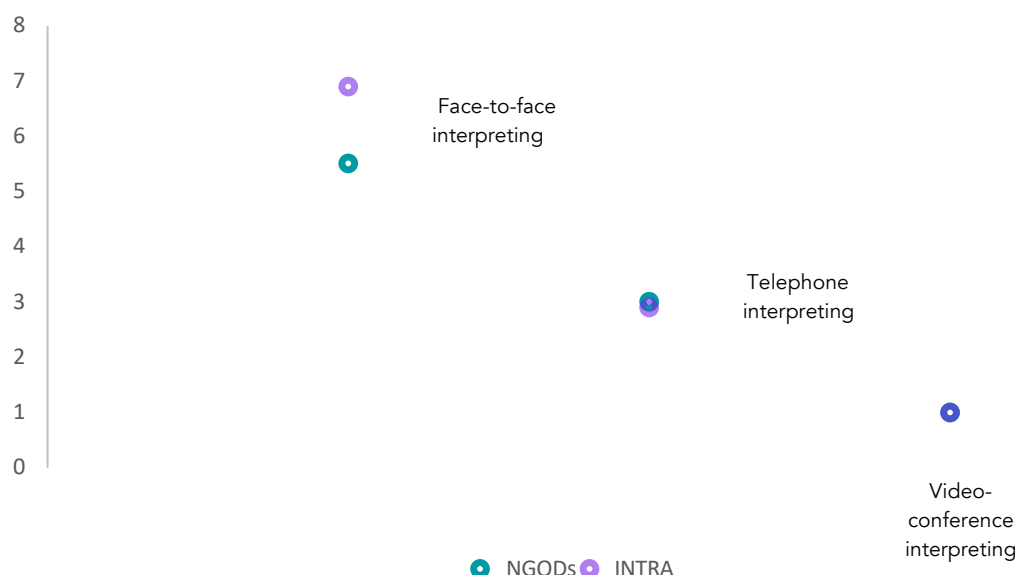 8
7
6
5
4
3
2
1
0
Face-to-face
interpreting
Telephone
interpreting
Video-
conference
interpreting
NGODs INTRA